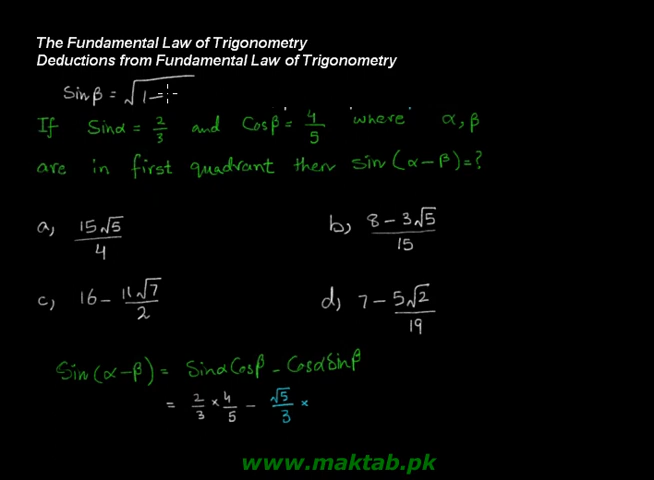 The Fundamental Law of Trigonometry
Deductions from Fundamental Law of Trigonometry
Sinβ = √1 –
If Sinα = 2/3 and Cosβ = 4/5 where α, β
are in first quadrant then sin(α – β) = ?
a, 15√5/4 b, 8 – 3√5/15
c, 16 – 11√7/2 d, 7 – 5√2/19
Sin(α – β) = Sinα Cosβ – Cosα Sinβ
= 2/3 × 4/5 – √5/3 ×
www.maktab.pk